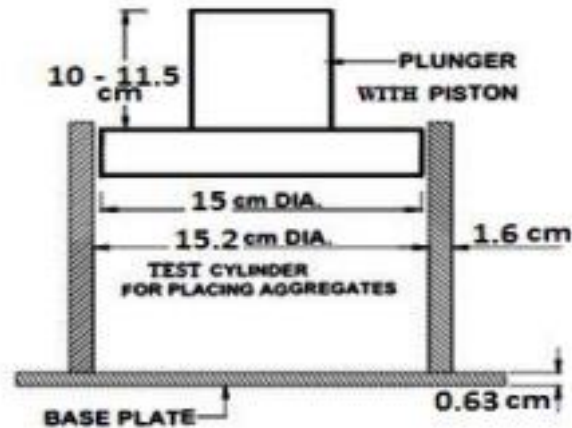 10 - 11.5
cm
PLUNGER
WITH PISTON
15 cm DIA.
15.2 cm DIA.
1.6 cm
TEST CYLINDER
FOR PLACING AGGREGATES
0.63 cm
BASE PLATE